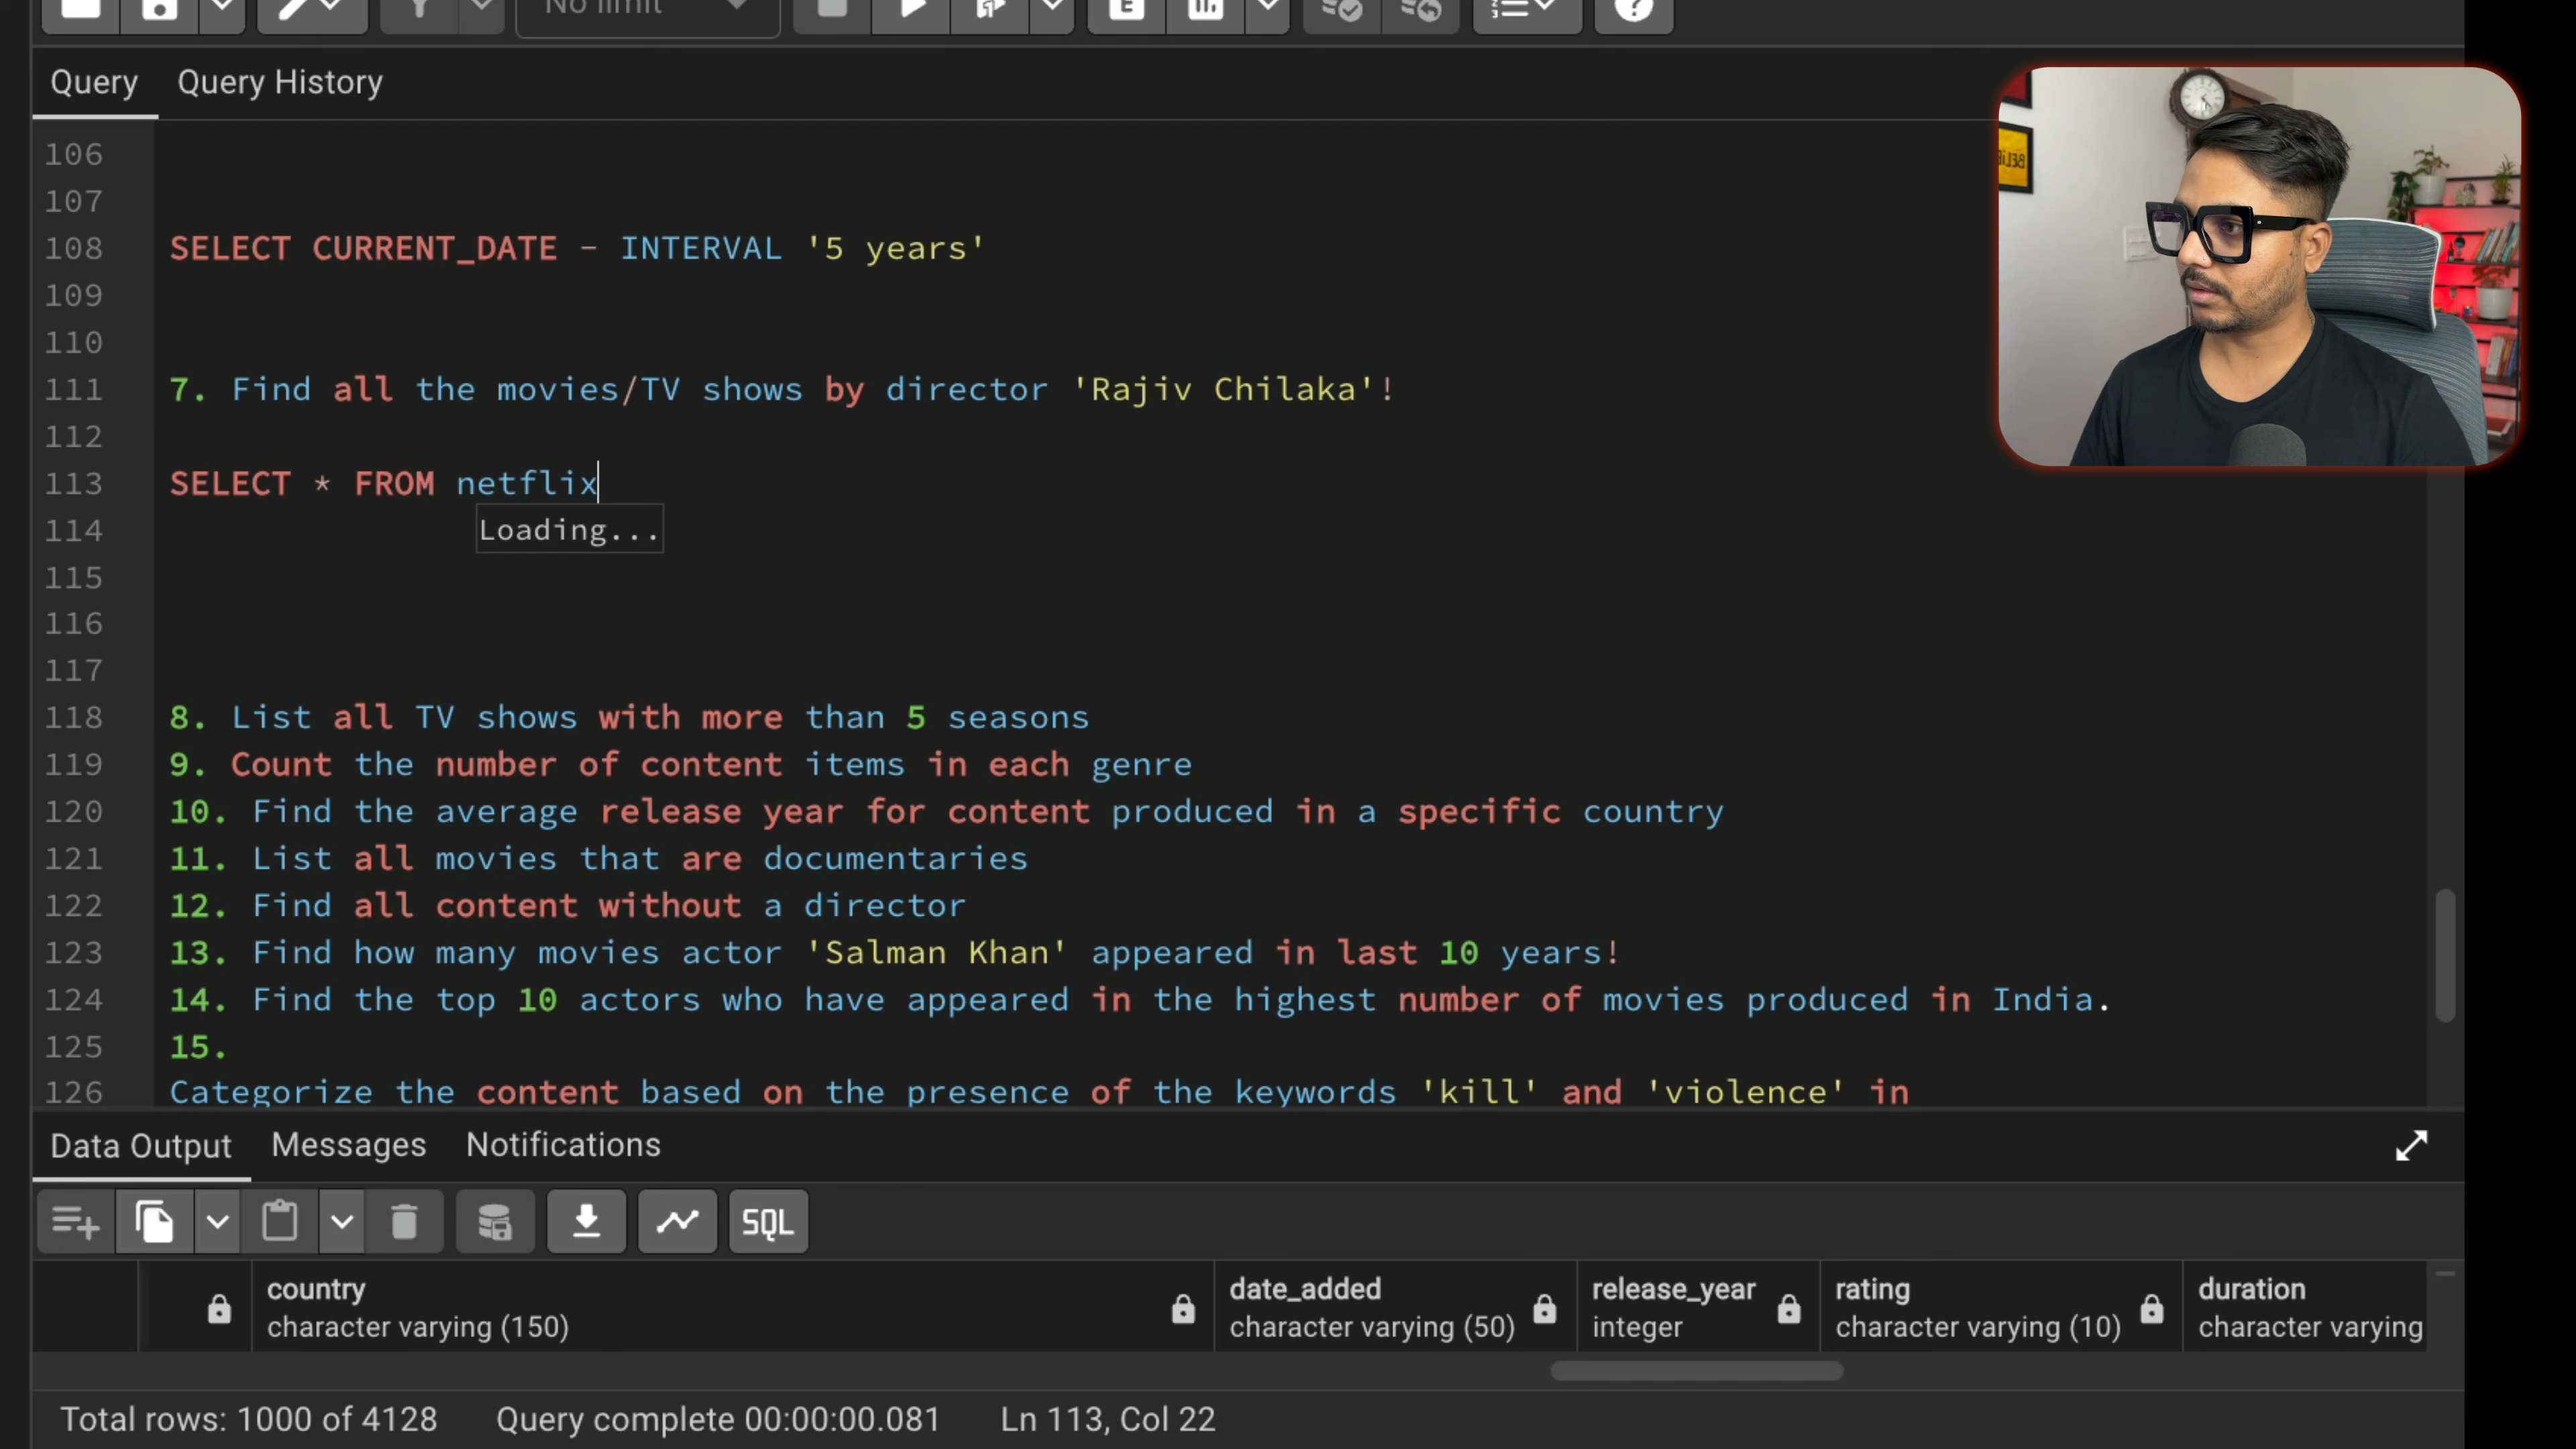 No limit
Query Query History
106
107
108 SELECT CURRENT_DATE - INTERVAL '5 years'
109
110
111 7. Find all the movies/TV shows by director 'Rajiv Chilaka'!
112
113 SELECT * FROM netflix
114 Loading...
115
116
117
118 8. List all TV shows with more than 5 seasons
119 9. Count the number of content items in each genre
120 10. Find the average release year for content produced in a specific country
121 11. List all movies that are documentaries
122 12. Find all content without a director
123 13. Find how many movies actor 'Salman Khan' appeared in last 10 years!
124 14. Find the top 10 actors who have appeared in the highest number of movies produced in India.
125 15.
126 Categorize the content based on the presence of the keywords 'kill' and 'violence' in
Data Output Messages Notifications
SQL
country date_added release_year rating duration
character varying (150) character varying (50) integer character varying (10) character varying
Total rows: 1000 of 4128 Query complete 00:00:00.081 Ln 113, Col 22